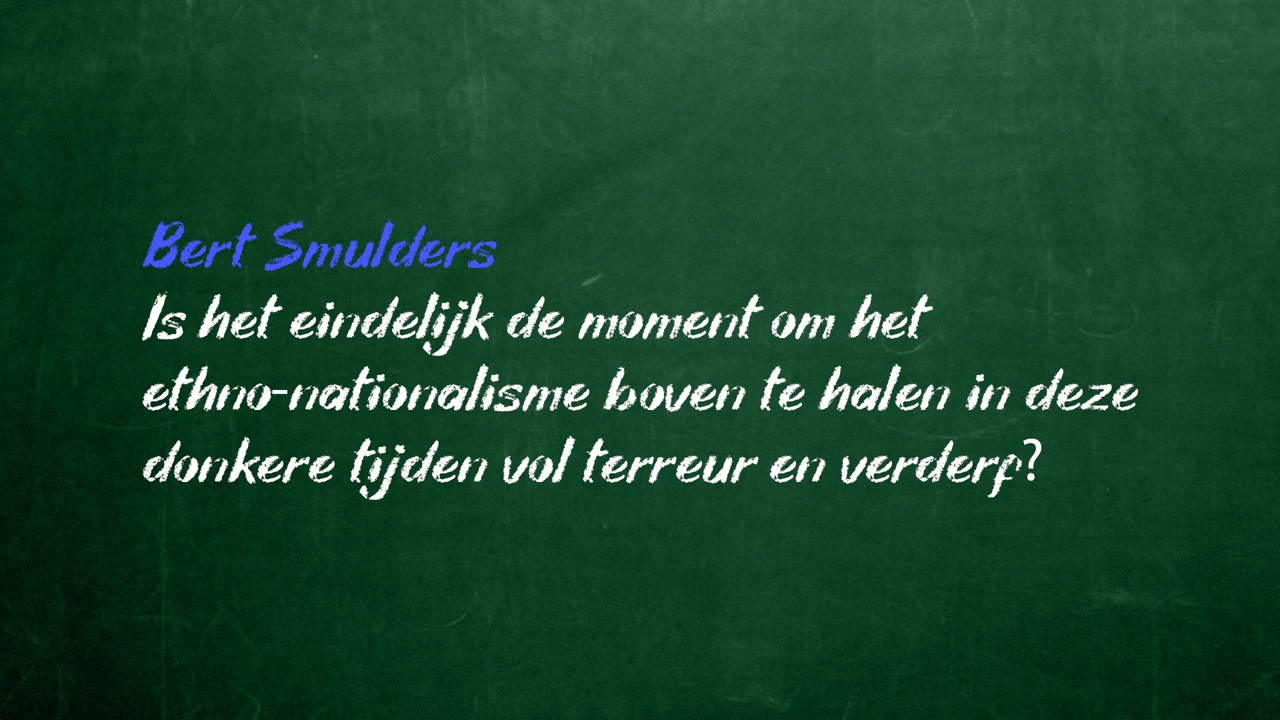 Bert Smulders
Is het eindelijk de moment om het
ethno-nationalisme boven te halen in deze
donkere tijden vol terreur en verderf?